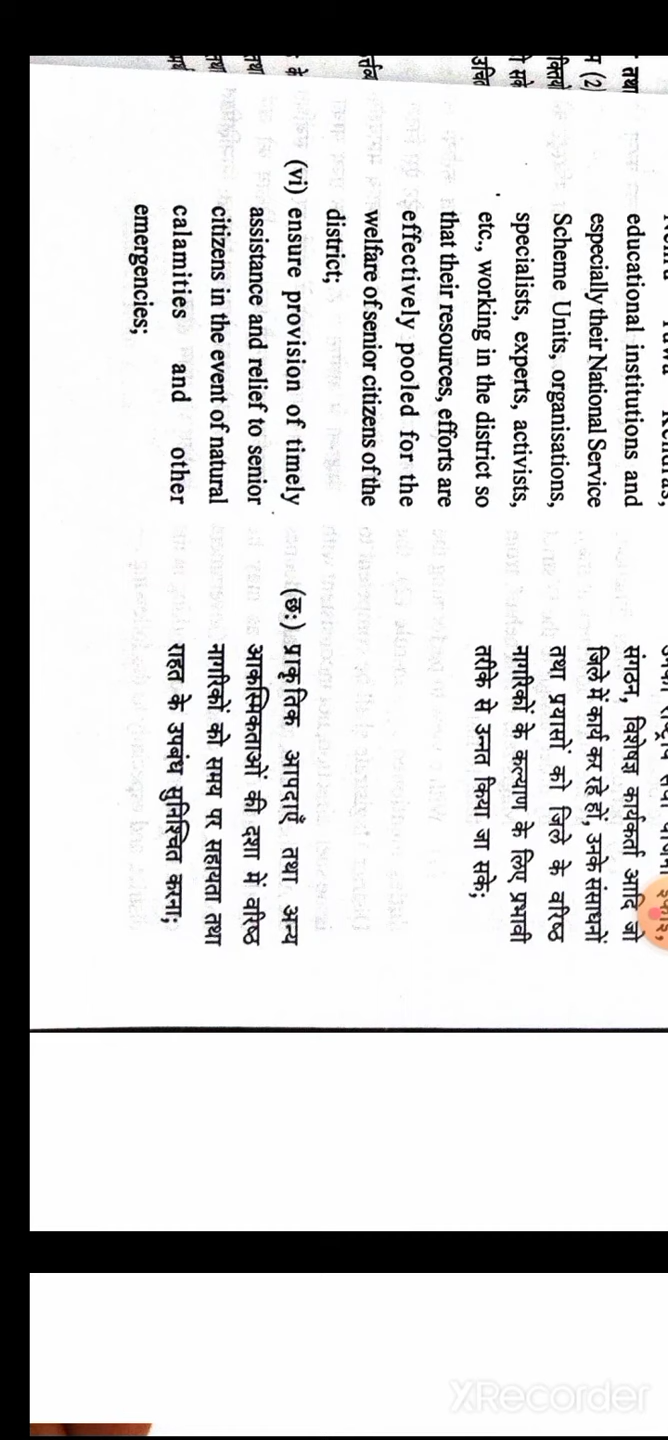 educational institutions and
especially their National Service
Scheme Units, organisations,
specialists, experts, activists,
etc., working in the district so
that their resources, efforts are
effectively pooled for the
welfare of senior citizens of the
district;
(vi) ensure provision of timely
assistance and relief to senior
citizens in the event of natural
calamities and other
emergencies;
संगठन, विशेषज्ञ कार्यकर्ता आदि जो
जिले में कार्य कर रहे हों, उनके संसाधनों
तथा प्रयासों को जिले के वरिष्ठ
नागरिकों के कल्याण के लिए प्रभावी
तरीके से उन्नत किया जा सके;
(छः) प्राकृतिक आपदाएँ तथा अन्य
आकस्मिकताओं की दशा में वरिष्ठ
नागरिकों को समय पर सहायता तथा
राहत के उपबंध सुनिश्चित करना;
XRecorder